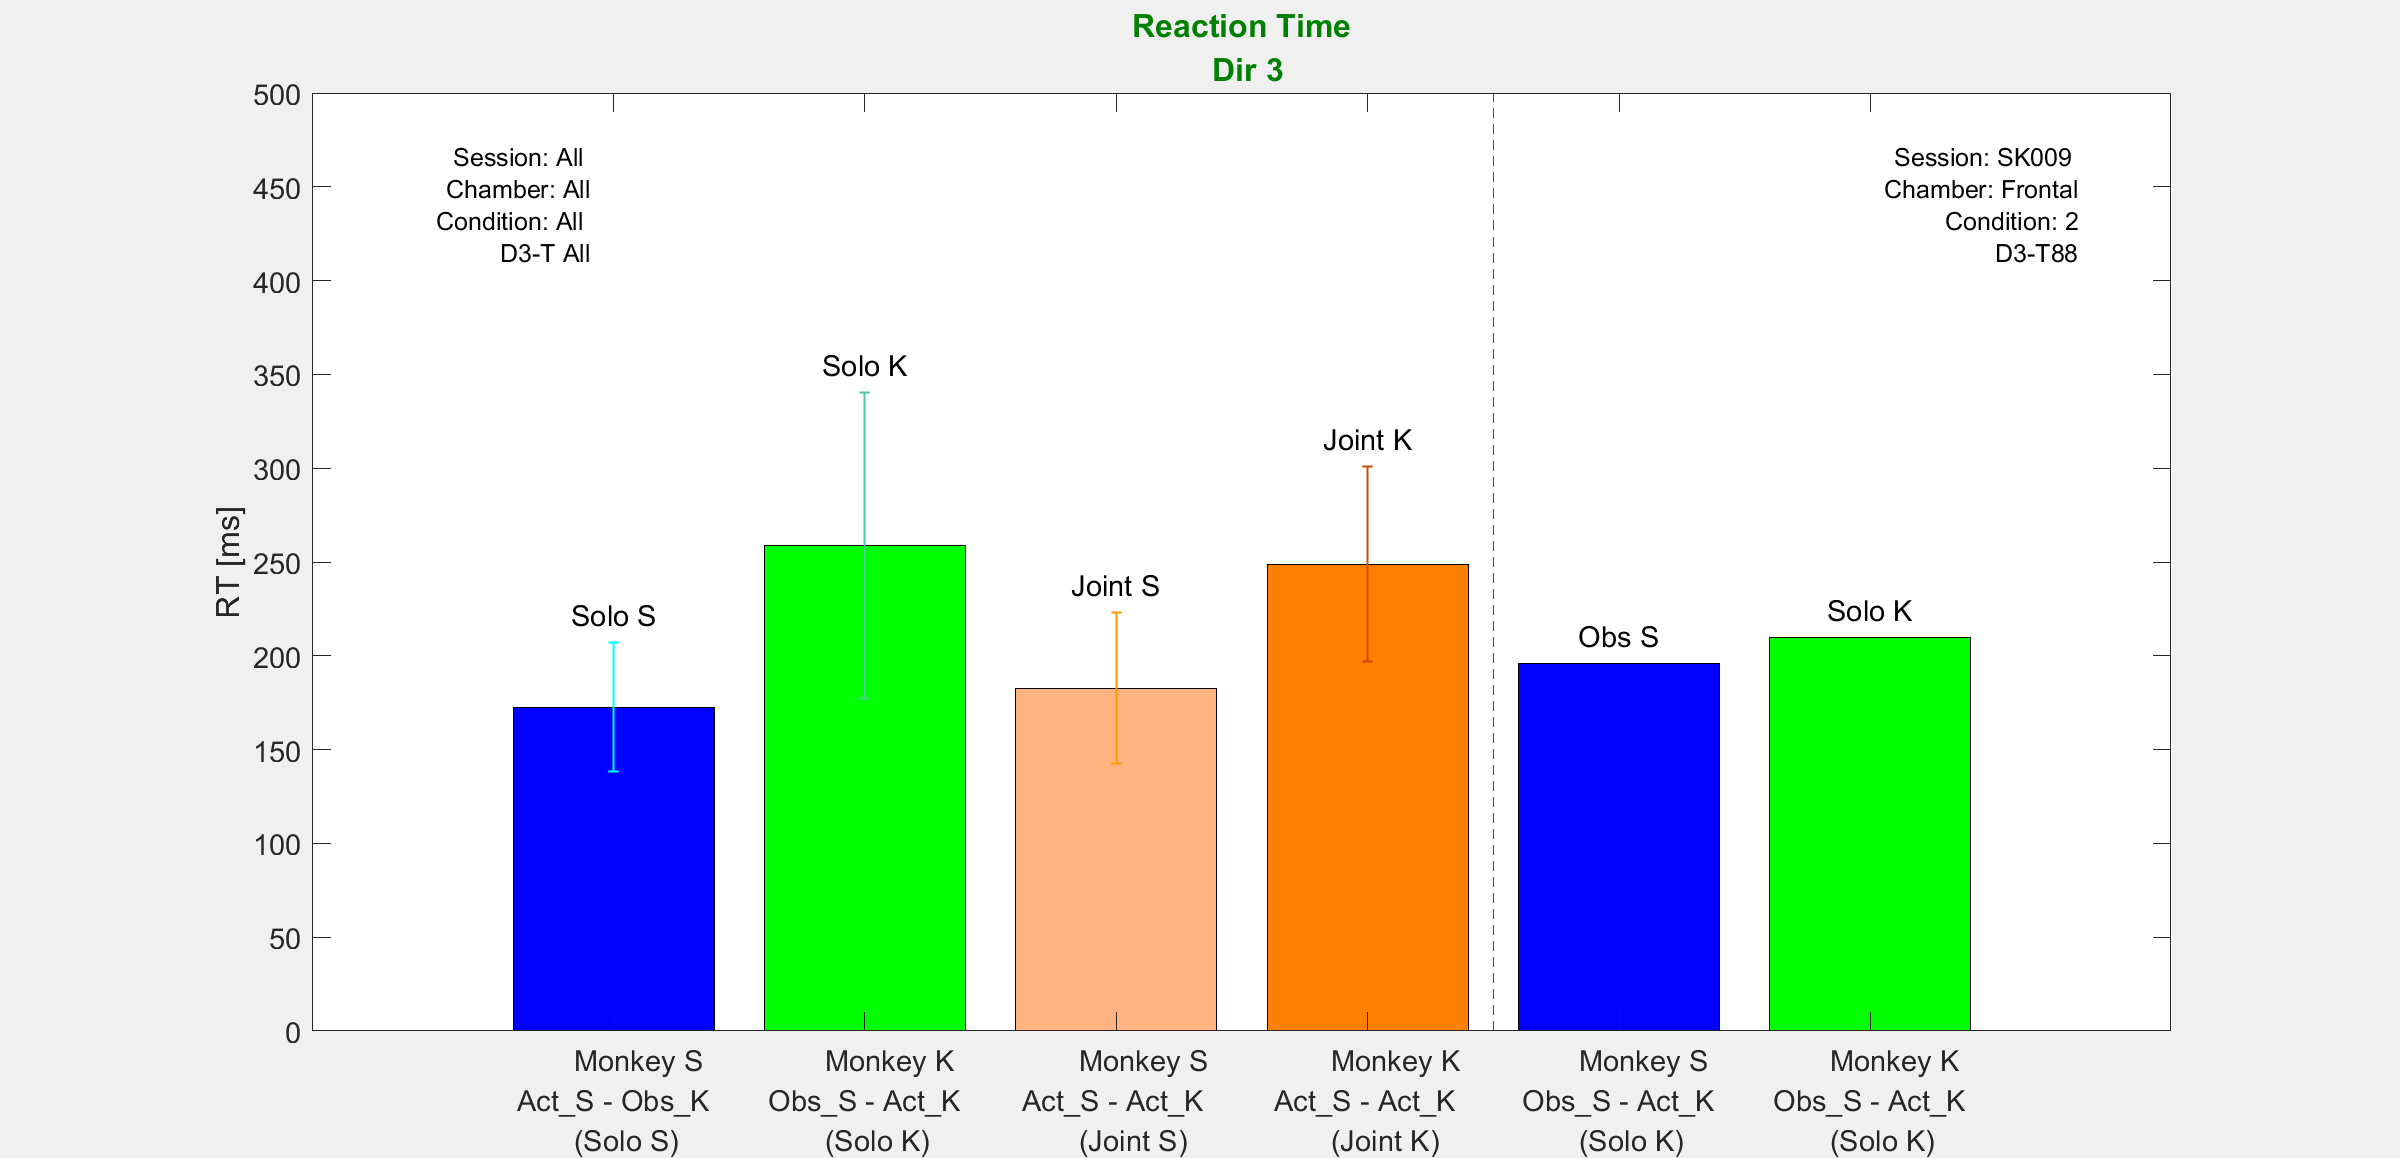 Reaction Time
Dir 3
500
450
400
350
300
250
200
150
100
50
0
RT [ms]
Session: All
Chamber: All
Condition: All
D3-T All
Session: SK009
Chamber: Frontal
Condition: 2
D3-T88
Solo S
Solo K
Joint S
Joint K
Obs S
Solo K
Monkey S
Act_S - Obs_K
(Solo S)
Monkey K
Obs_S - Act_K
(Solo K)
Monkey S
Act_S - Act_K
(Joint S)
Monkey K
Act_S - Act_K
(Joint K)
Monkey S
Obs_S - Act_K
(Solo K)
Monkey K
Obs_S - Act_K
(Solo K)